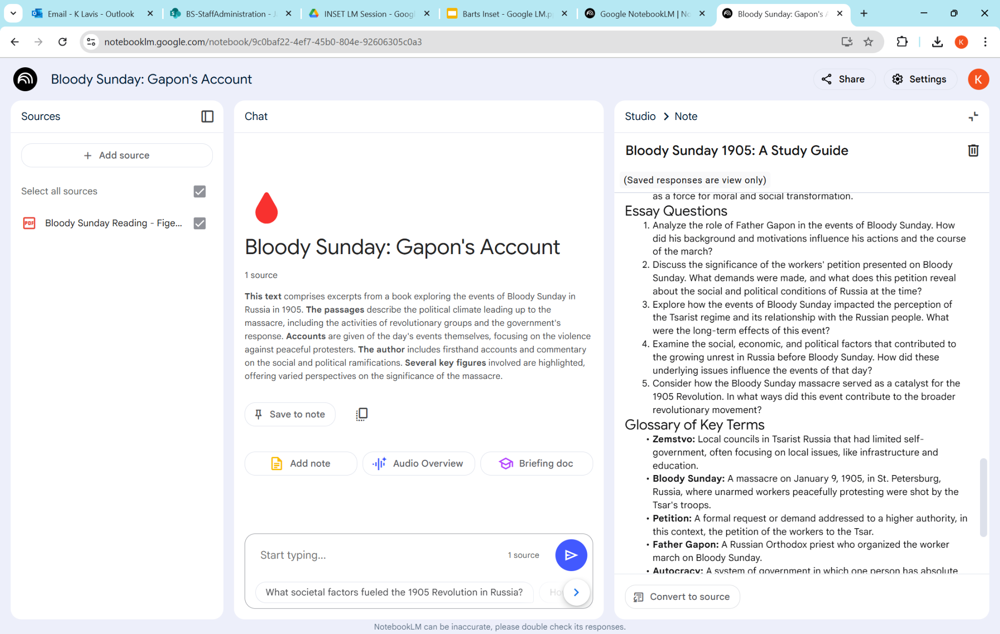 Email - K Lavis - Outlook
BS-StaffAdministration -
INSET LM Session - Goog
Barts Inset - Google LM.p
Google NotebookLM | No
Bloody Sunday: Gapon's
notebooklm.google.com/notebook/9c0baf22-4ef7-45b0-804e-92606305c0a3
K
Bloody Sunday: Gapon's Account
Share
Settings
K
Sources
Add source
Select all sources
PDF Bloody Sunday Reading - Fige...
Chat
Bloody Sunday: Gapon's Account
1 source
This text comprises excerpts from a book exploring the events of Bloody Sunday in
Russia in 1905. The passages describe the political climate leading up to the
massacre, including the activities of revolutionary groups and the government's
response. Accounts are given of the day's events themselves, focusing on the violence
against peaceful protesters. The author includes firsthand accounts and commentary
on the social and political ramifications. Several key figures involved are highlighted,
offering varied perspectives on the significance of the massacre.
Save to note
Add note
Audio Overview
Briefing doc
Start typing...
1 source
What societal factors fueled the 1905 Revolution in Russia?
Studio > Note
Bloody Sunday 1905: A Study Guide
(Saved responses are view only)
as a force for moral and social transformation.
Essay Questions
1. Analyze the role of Father Gapon in the events of Bloody Sunday. How
did his background and motivations influence his actions and the course
of the march?
2. Discuss the significance of the workers' petition presented on Bloody
Sunday. What demands were made, and what does this petition reveal
about the social and political conditions of Russia at the time?
3. Explore how the events of Bloody Sunday impacted the perception of
the Tsarist regime and its relationship with the Russian people. What
were the long-term effects of this event?
4. Examine the social, economic, and political factors that contributed to
the growing unrest in Russia before Bloody Sunday. How did these
underlying issues influence the events of that day?
5. Consider how the Bloody Sunday massacre served as a catalyst for the
1905 Revolution. In what ways did this event contribute to the broader
revolutionary movement?
Glossary of Key Terms
• Zemstvo: Local councils in Tsarist Russia that had limited self-
government, often focusing on local issues, like infrastructure and
education.
• Bloody Sunday: A massacre on January 9, 1905, in St. Petersburg,
Russia, where unarmed workers peacefully protesting were shot by the
Tsar's troops.
• Petition: A formal request or demand addressed to a higher authority, in
this context, the petition of the workers to the Tsar.
• Father Gapon: A Russian Orthodox priest who organized the worker
march on Bloody Sunday.
• Autocracy: A system of government in which one person has absolute
Convert to source
NotebookLM can be inaccurate, please double check its responses.